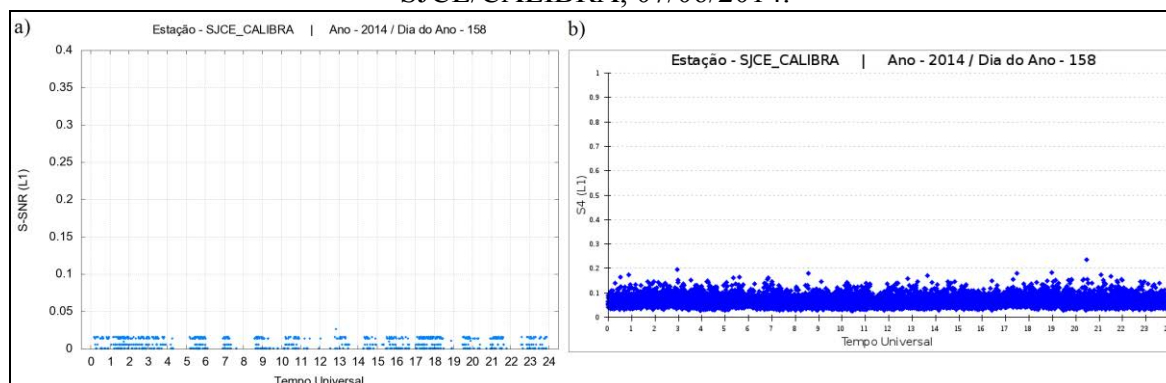 SJCE/CALIBRA, 07/06/2014..
a)
Estação - SJCE_CALIBRA | Ano - 2014 / Dia do Ano - 158
S-SNR (L1)
0.4
0.35
0.3
0.25
0.2
0.15
0.1
0.05
0
0 1 2 3 4 5 6 7 8 9 10 11 12 13 14 15 16 17 18 19 20 21 22 23 24
Tempo Universal
b)
Estação - SJCE_CALIBRA | Ano - 2014 / Dia do Ano - 158
S4 (L1)
1
0.9
0.8
0.7
0.6
0.5
0.4
0.3
0.2
0.1
0
0 1 2 3 4 5 6 7 8 9 10 11 12 13 14 15 16 17 18 19 20 21 22 23
Tempo Universal